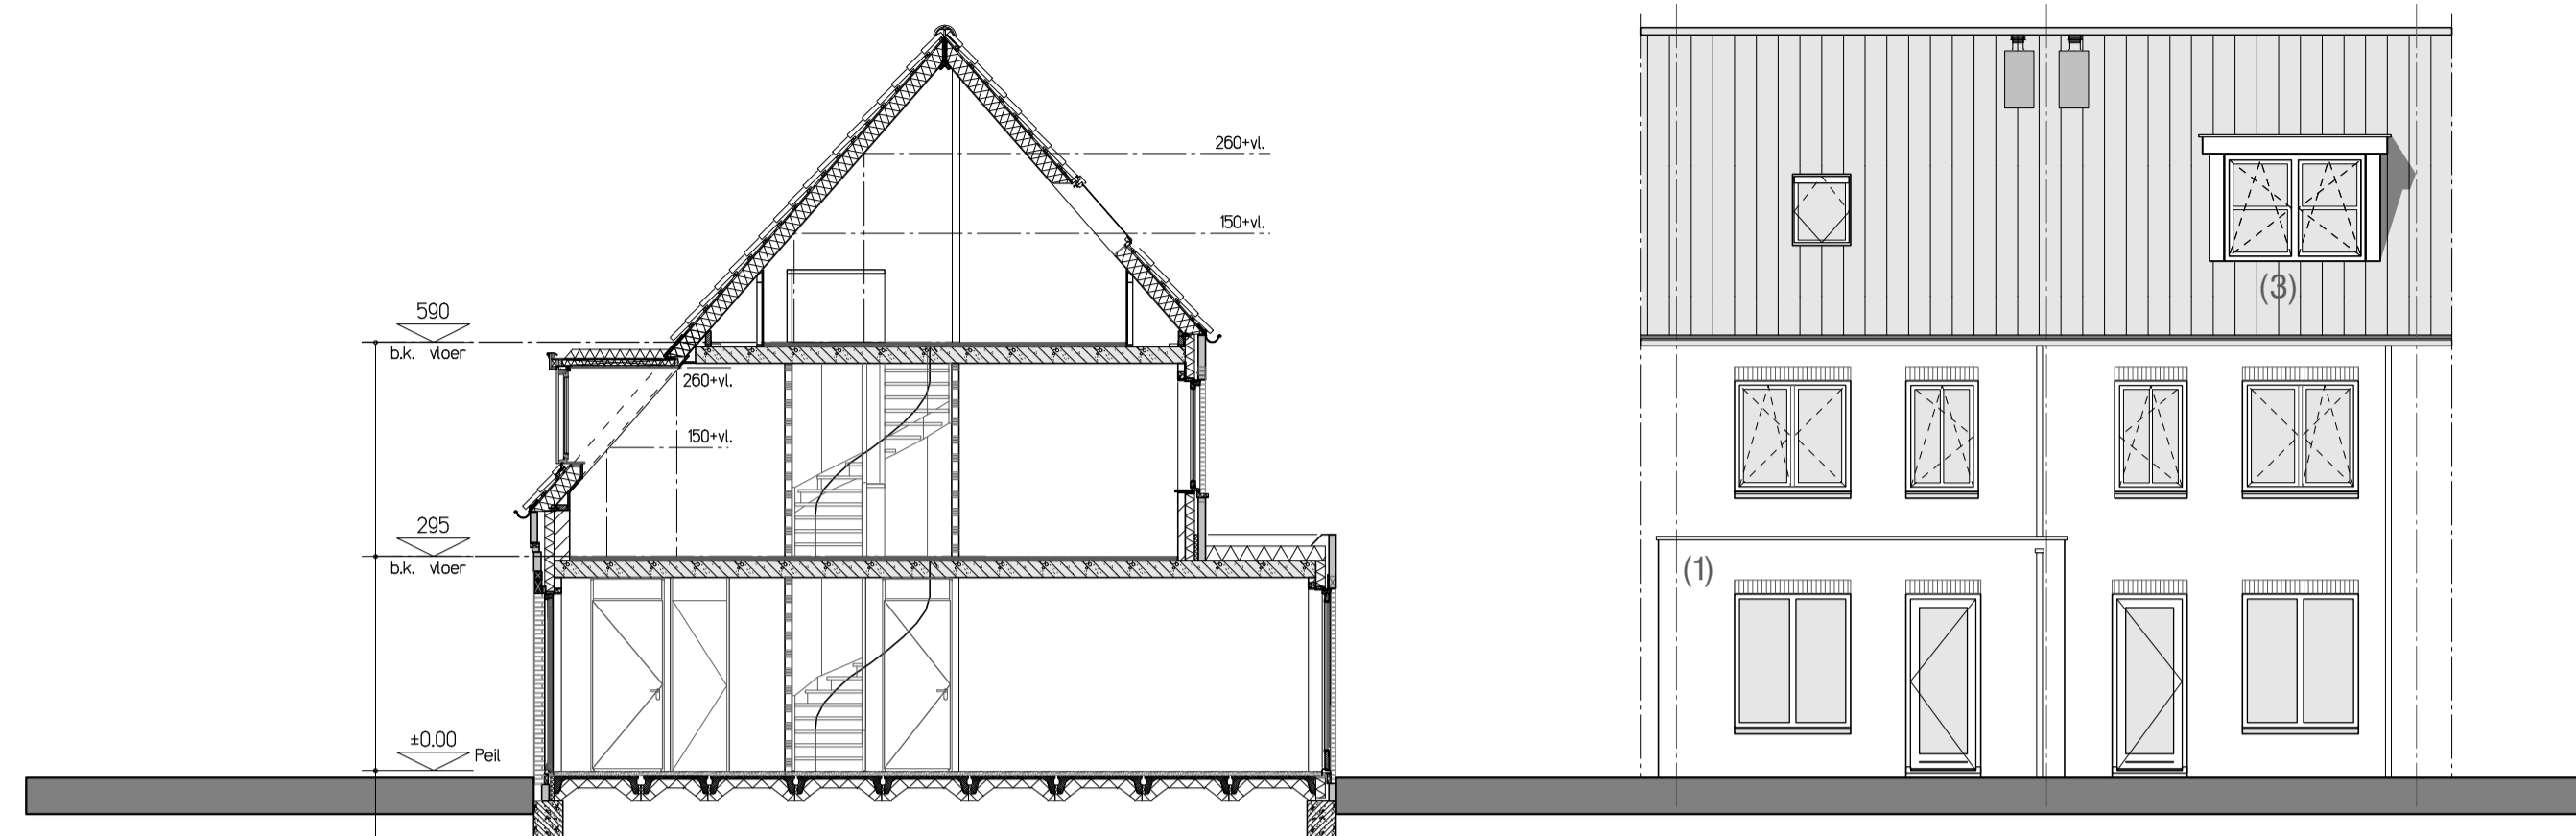 260+vl.
150+vl.
590
b.k. vloer
260+vl.
150+vl.
295
b.k. vloer
±0.00
Peil
(3)
(1)